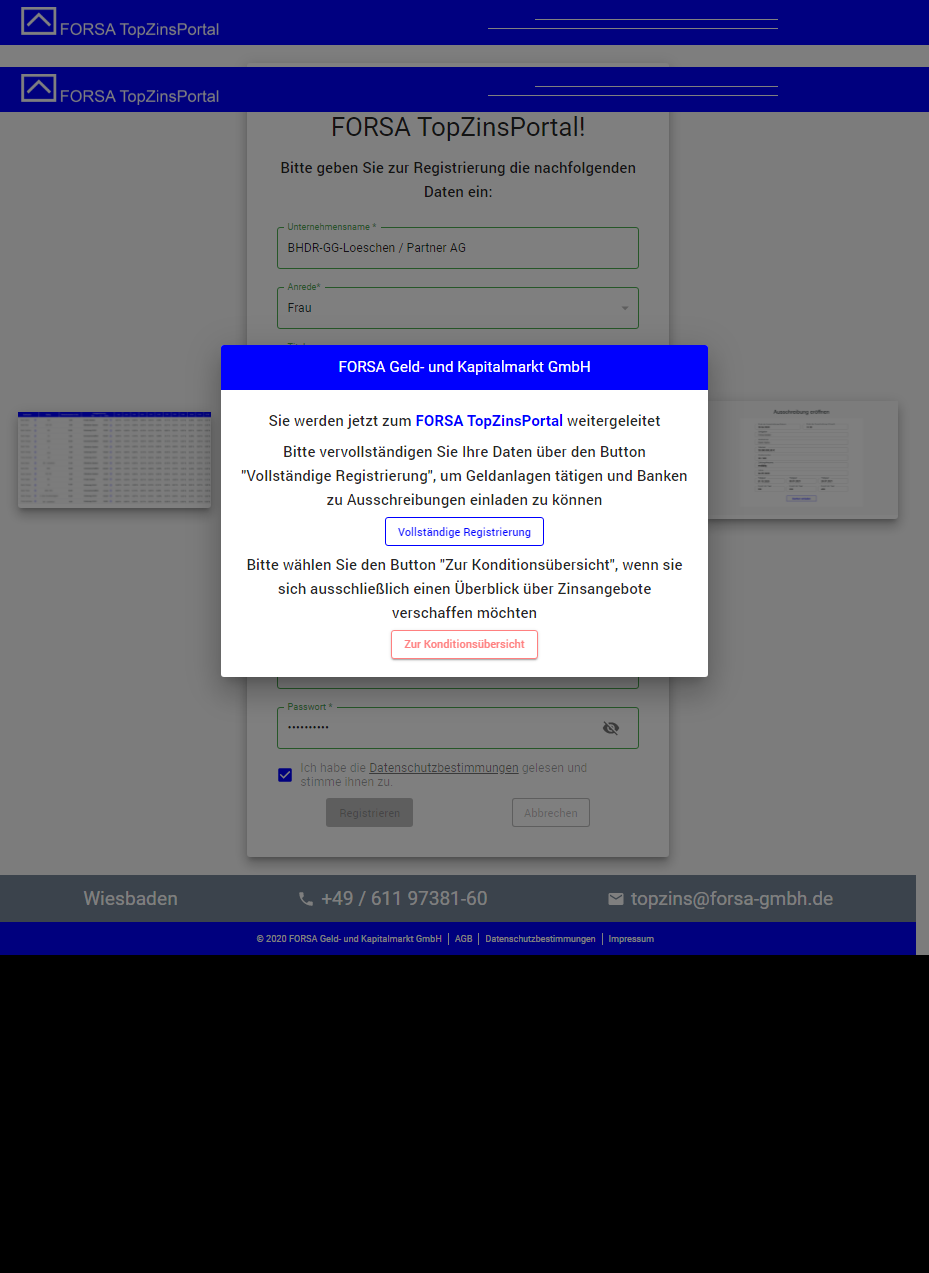 FORSA TopZinsPortal
FORSA TopZinsPortal
FORSA TopZinsPortal!
Bitte geben Sie zur Registrierung die nachfolgenden
Daten ein:
Unternehmensname *
BHDR-GG-Loeschen / Partner AG
Anrede*
Frau
FORSA Geld- und Kapitalmarkt GmbH
Ausschreibung eröffnen
Sie werden jetzt zum FORSA TopZinsPortal weitergeleitet
Bitte vervollständigen Sie Ihre Daten über den Button
"Vollständige Registrierung", um Geldanlagen tätigen und Banken
zu Ausschreibungen einladen zu können
Vollständige Registrierung
Bitte wählen Sie den Button "Zur Konditionsübersicht", wenn sie
sich ausschließlich einen Überblick über Zinsangebote
verschaffen möchten
Zur Konditionsübersicht
Passwort *
Ich habe die Datenschutzbestimmungen gelesen und
stimme ihnen zu.
Registrieren Abbrechen
Wiesbaden +49 / 611 97381-60 topzins@forsa-gmbh.de
© 2020 FORSA Geld- und Kapitalmarkt GmbH | AGB | Datenschutzbestimmungen | Impressum